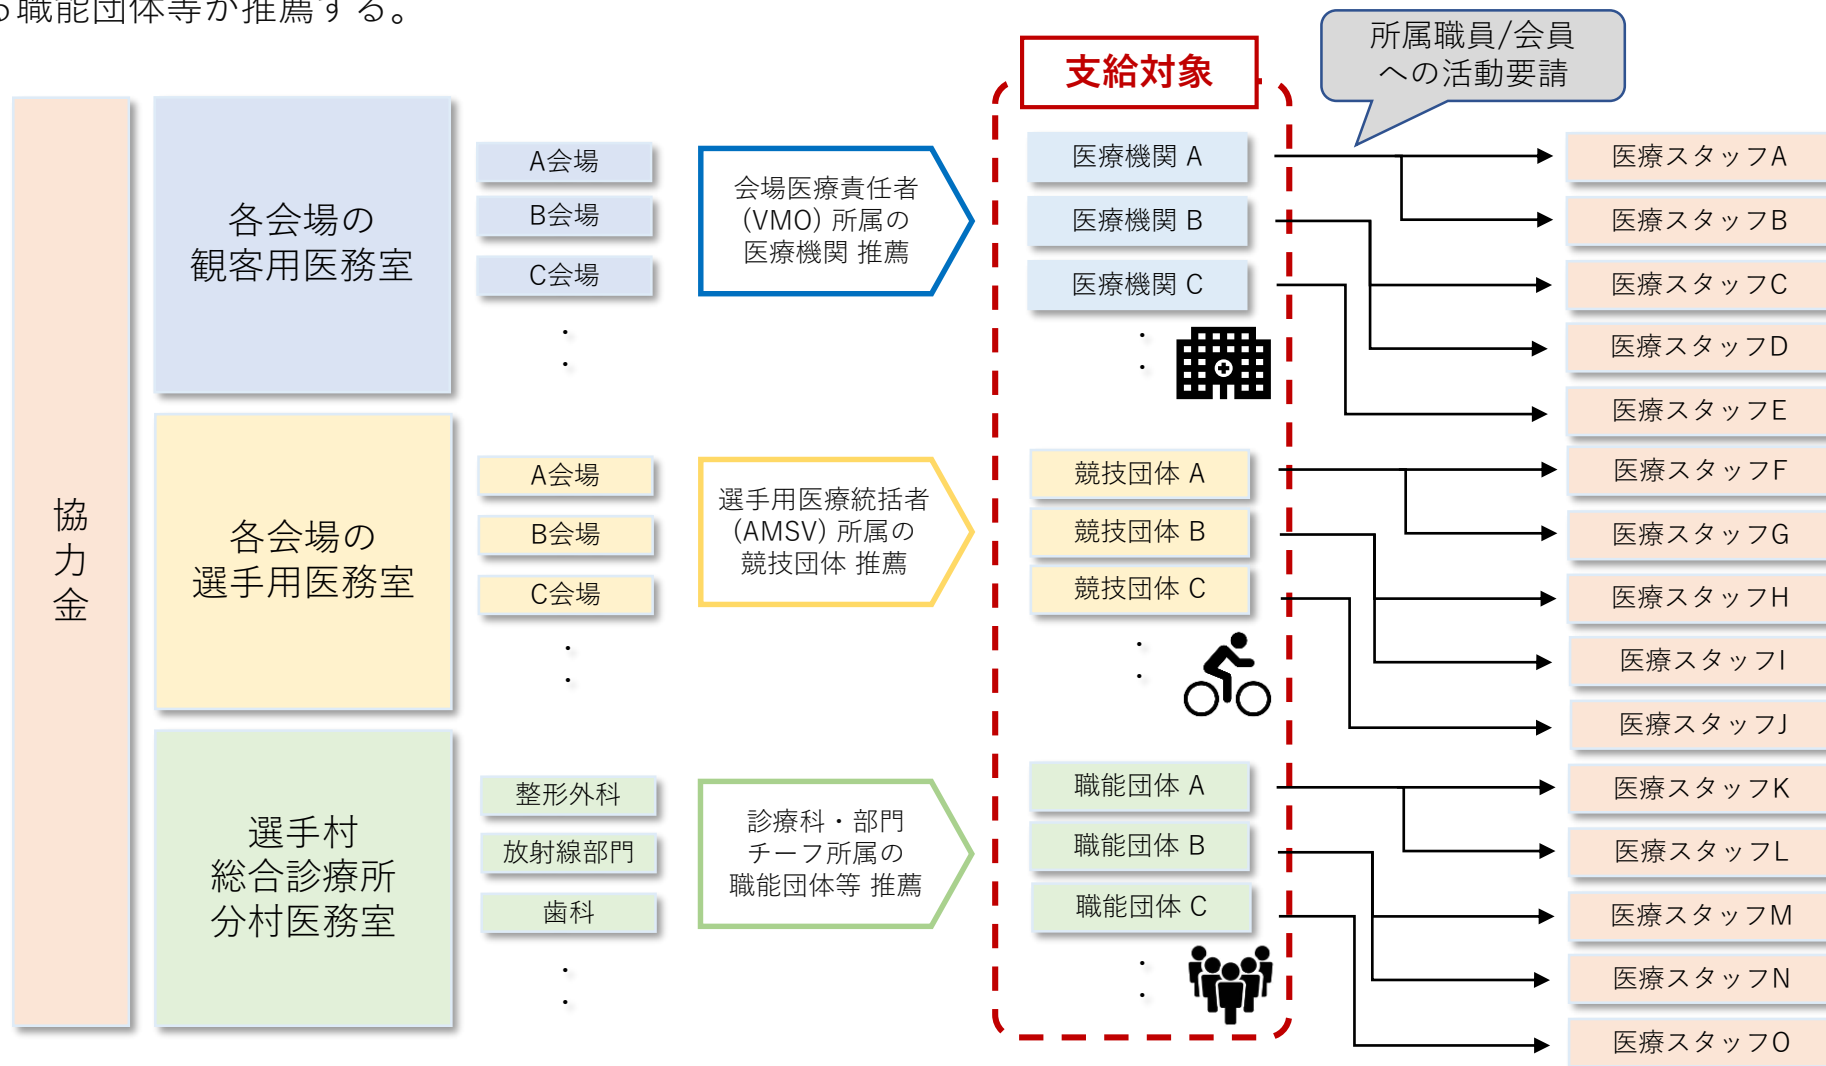 る職能団体等が推薦する。
所属職員/会員
への活動要請
支給対象
協
力
金
各会場の
観客用医務室
A会場
B会場
C会場
・
・
会場医療責任者
(VMO) 所属の
医療機関 推薦
医療機関 A
医療機関 B
医療機関 C
・
・
医療スタッフA
医療スタッフB
医療スタッフC
医療スタッフD
医療スタッフE
各会場の
選手用医務室
A会場
B会場
C会場
・
・
選手用医療統括者
(AMSV) 所属の
競技団体 推薦
競技団体 A
競技団体 B
競技団体 C
・
・
医療スタッフF
医療スタッフG
医療スタッフH
医療スタッフI
医療スタッフJ
選手村
総合診療所
分村医務室
整形外科
放射線部門
歯科
・
・
診療科・部門
チーフ所属の
職能団体等 推薦
職能団体 A
職能団体 B
職能団体 C
・
・
医療スタッフK
医療スタッフL
医療スタッフM
医療スタッフN
医療スタッフO